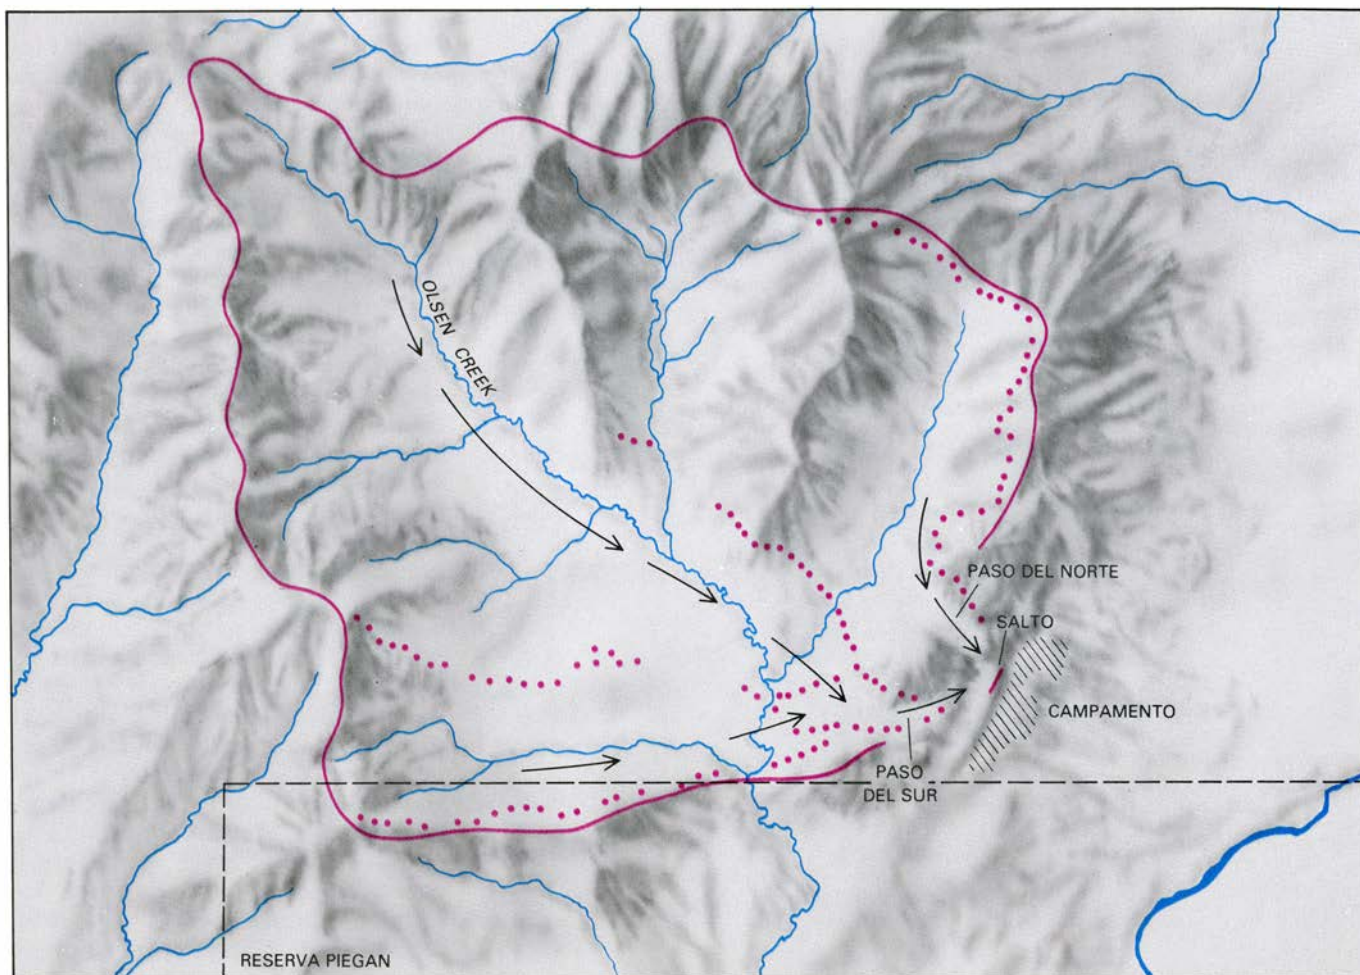 OLSEN CREEK
PASO DEL NORTE
SALTO
CAMPAMENTO
PASO
DEL SUR
RESERVA PIEGAN